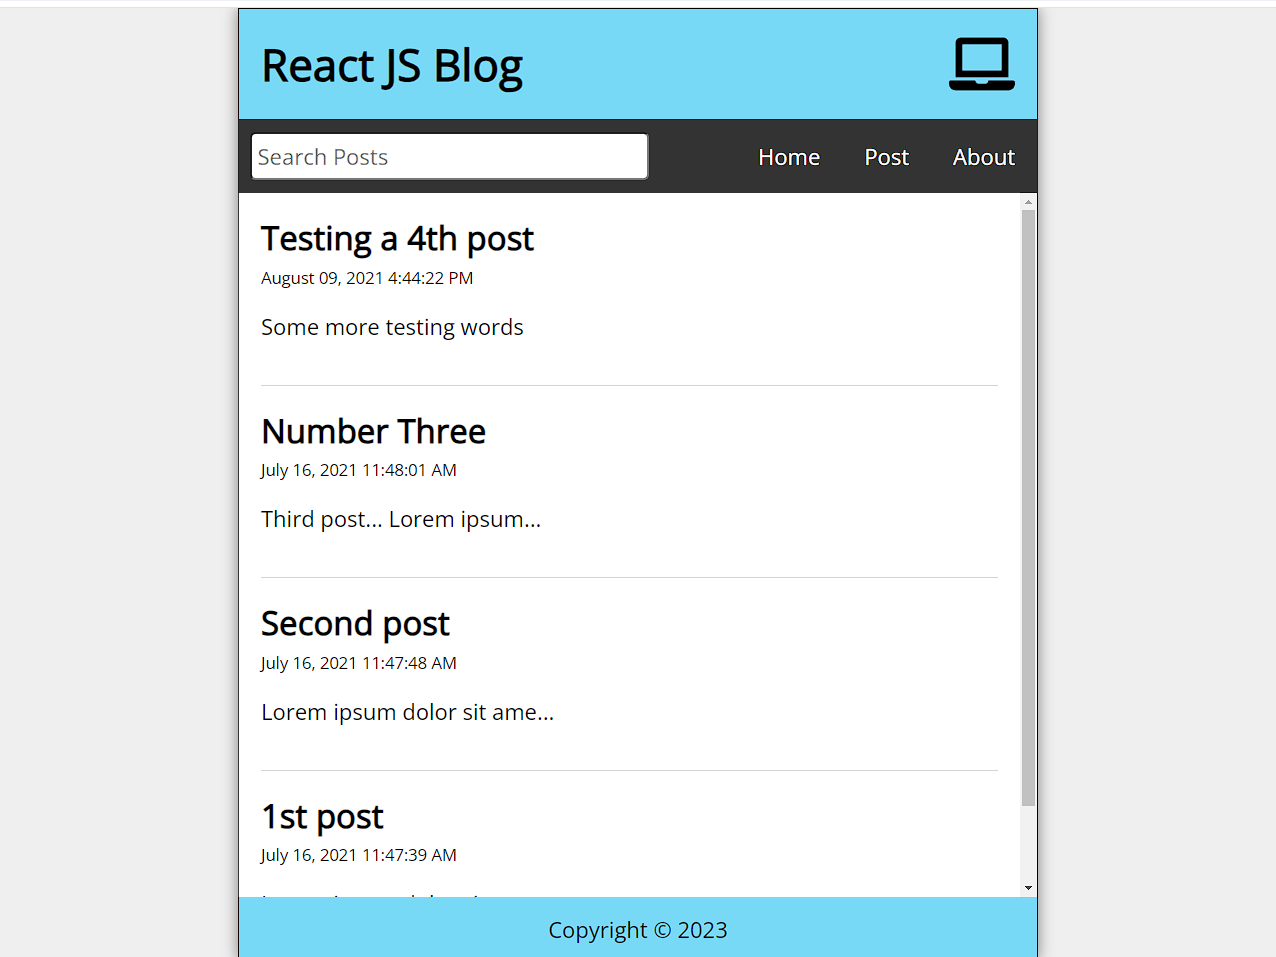 React JS Blog
Search Posts
Home Post About
Testing a 4th post
August 09, 2021 4:44:22 PM
Some more testing words
Number Three
July 16, 2021 11:48:01 AM
Third post... Lorem ipsum...
Second post
July 16, 2021 11:47:48 AM
Lorem ipsum dolor sit ame...
1st post
July 16, 2021 11:47:39 AM
Copyright © 2023